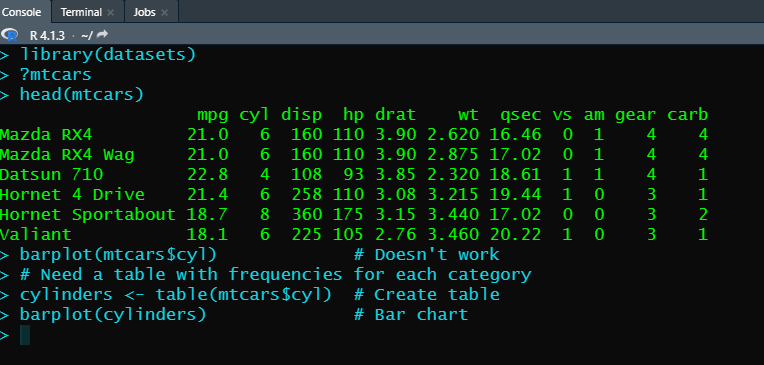 Console Terminal × Jobs ×
R 4.1.3 · ~/
> library(datasets)
> ?mtcars
> head(mtcars)
                   mpg cyl disp  hp drat    wt  qsec vs am gear carb
Mazda RX4         21.0   6  160 110 3.90 2.620 16.46  0  1    4    4
Mazda RX4 Wag     21.0   6  160 110 3.90 2.875 17.02  0  1    4    4
Datsun 710        22.8   4  108  93 3.85 2.320 18.61  1  1    4    1
Hornet 4 Drive    21.4   6  258 110 3.08 3.215 19.44  1  0    3    1
Hornet Sportabout 18.7   8  360 175 3.15 3.440 17.02  0  0    3    2
Valiant           18.1   6  225 105 2.76 3.460 20.22  1  0    3    1
> barplot(mtcars$cyl)             # Doesn't work
> # Need a table with frequencies for each category
> cylinders <- table(mtcars$cyl)  # Create table
> barplot(cylinders)              # Bar chart
>